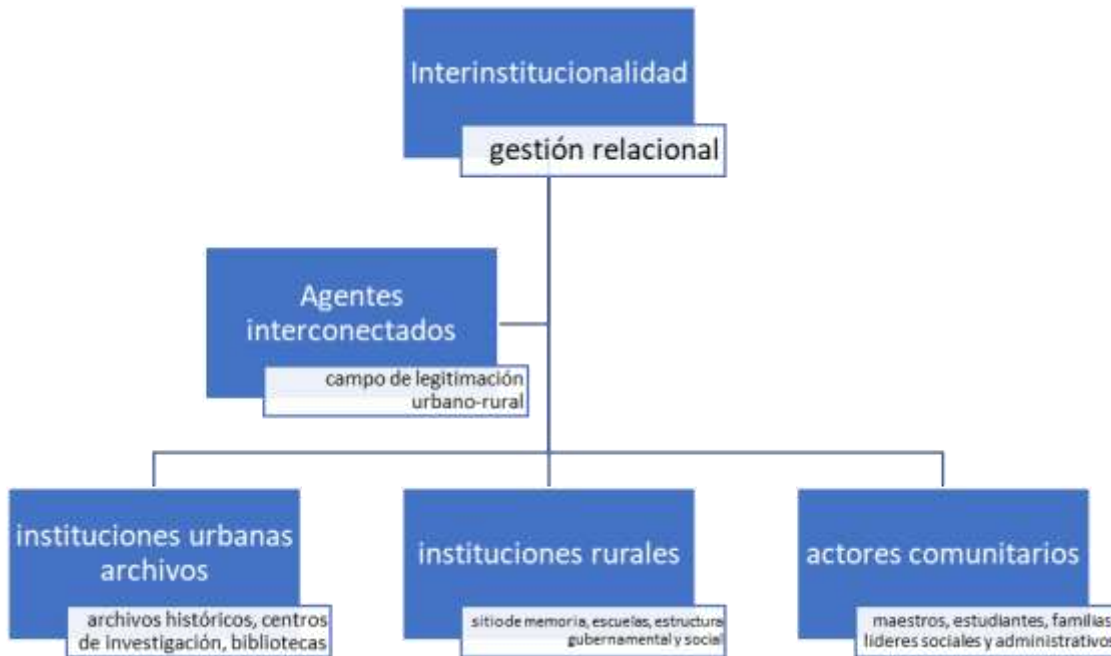 Interinstitucionalidad
gestión relacional
Agentes
interconectados
campo de legitimación
urbano-rural
instituciones urbanas
archivos
archivos históricos, centros
de investigación, bibliotecas
instituciones rurales
sitio de memoria, escuelas, estructura
gubernamental y social
actores comunitarios
maestros, estudiantes, familias
líderes sociales y administrativos